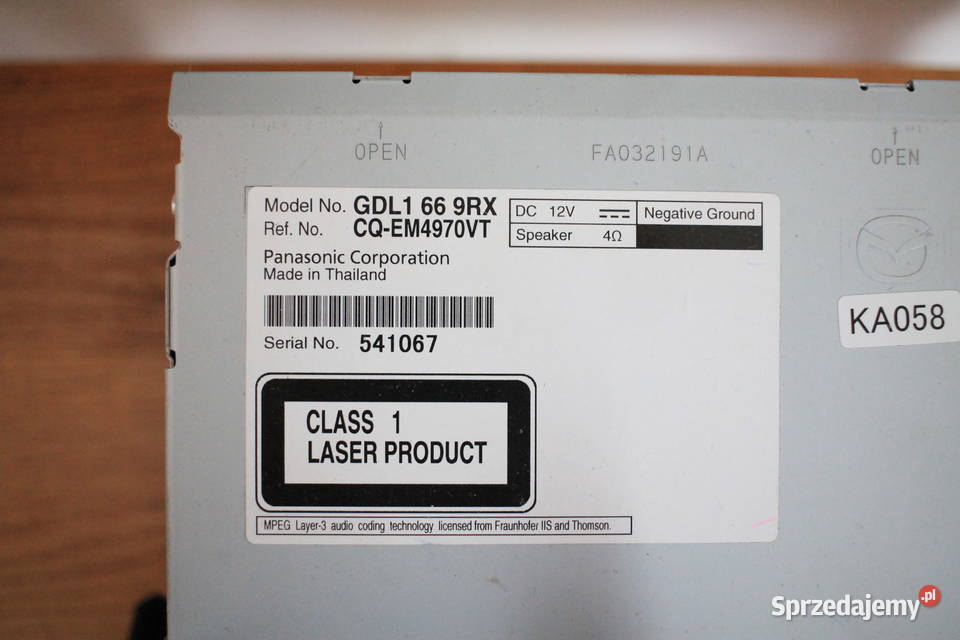 OPEN
FA032191A
OPEN
Model No. GDL1 66 9RX
Ref. No. CQ-EM4970VT
DC 12V
Negative Ground
Speaker 4Ω
Panasonic Corporation
Made in Thailand
Serial No. 541067
KA058
CLASS 1
LASER PRODUCT
MPEG Layer-3 audio coding technology licensed from Fraunhofer IIS and Thomson.
Sprzedajemy.pl